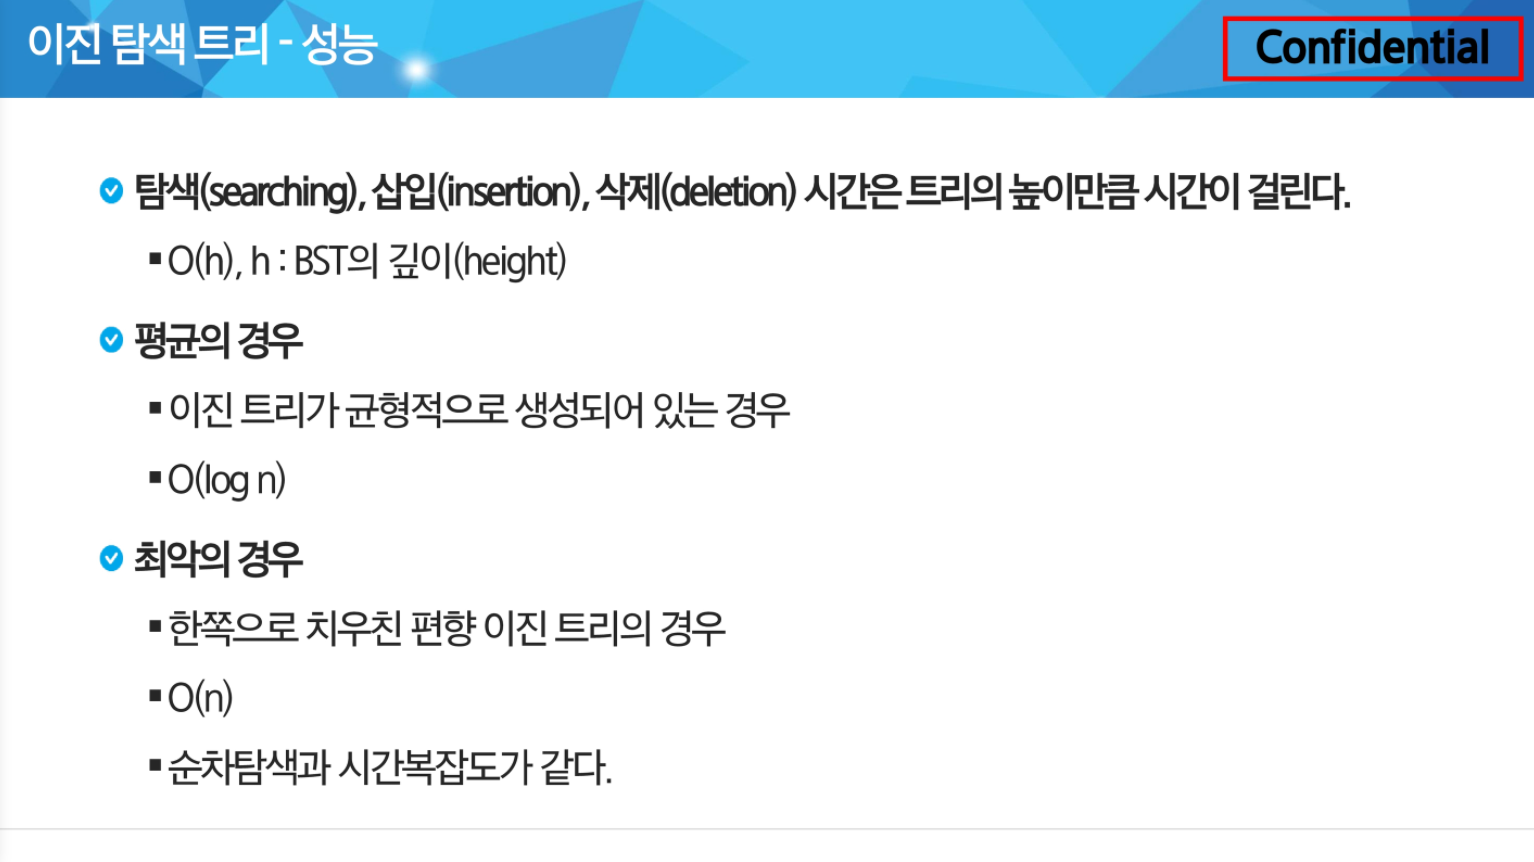 이진 탐색 트리 - 성능
Confidential
탐색(searching), 삽입(insertion), 삭제(deletion) 시간은 트리의 높이만큼 시간이 걸린다.
▪ O(h), h : BST의 깊이(height)
평균의 경우
▪ 이진 트리가 균형적으로 생성되어 있는 경우
▪ O(log n)
최악의 경우
▪ 한쪽으로 치우친 편향 이진 트리의 경우
▪ O(n)
▪ 순차탐색과 시간복잡도가 같다.